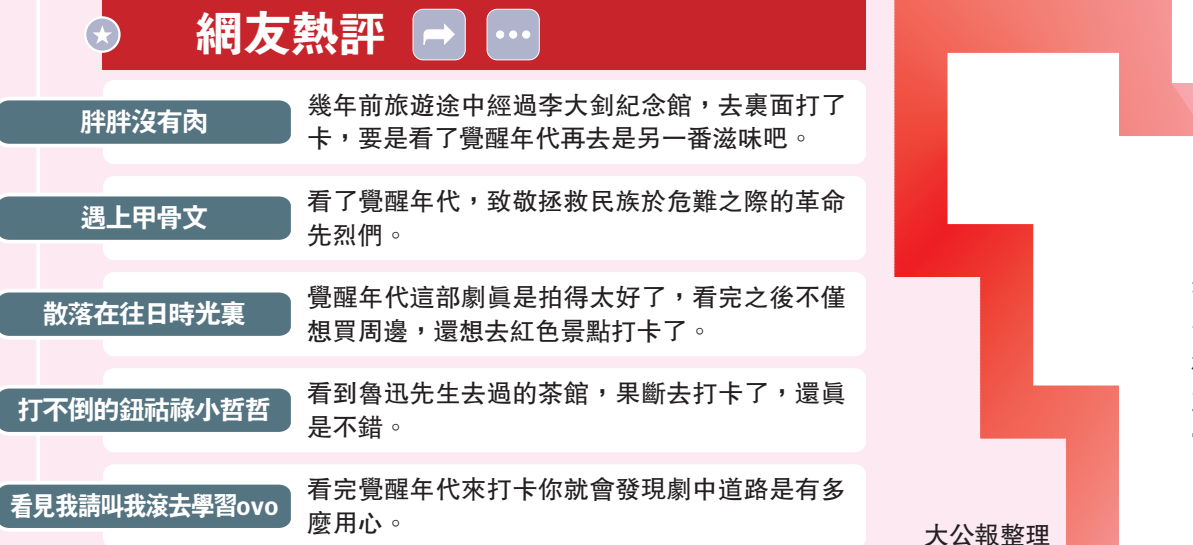 網友熱評
胖胖沒有肉
幾年前旅遊途中經過李大釗紀念館，去裏面打了
卡，要是看了覺醒年代再去是另一番滋味吧。
遇上甲骨文
看了覺醒年代，致敬拯救民族於危難之際的革命
先烈們。
散落在往日時光裏
覺醒年代這部劇眞是拍得太好了，看完之後不僅
想買周邊，還想去紅色景點打卡了。
打不倒的鈕祜祿小哲哲
看到魯迅先生去過的茶館，果斷去打卡了，還眞
是不錯。
看見我請叫我滾去學習ovo
看完覺醒年代來打卡你就會發現劇中道路是有多
麼用心。
大公報整理